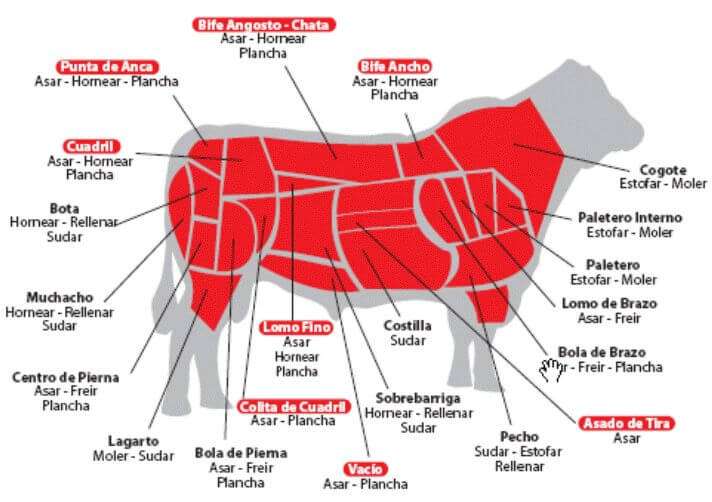 Bife Angosto - Chata
Asar - Hornear
Plancha
Punta de Anca
Asar - Hornear - Plancha
Bife Ancho
Asar - Hornear
Plancha
Cuadril
Asar - Hornear
Plancha
Cogote
Estofar - Moler
Bota
Hornear - Rellenar
Sudar
Paletero Interno
Estofar - Moler
Paletero
Estofar - Moler
Muchacho
Hornear - Rellenar
Sudar
Lomo de Brazo
Asar - Freir
Lomo Fino
Asar
Hornear
Plancha
Costilla
Sudar
Bola de Brazo
- Freir - Plancha
Centro de Pierna
Asar - Freir
Plancha
Colita de Cuadril
Asar - Plancha
Sobrebarriga
Hornear - Rellenar
Sudar
Asado de Tira
Asar
Lagarto
Moler - Sudar
Bola de Pierna
Asar - Freir
Plancha
Vacio
Asar - Plancha
Pecho
Sudar - Estofar
Rellenar